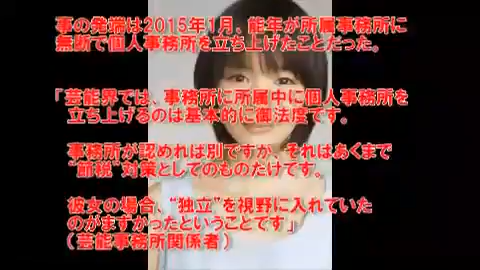 事の発端は2015年1月。能年が所属事務所に
無断で個人事務所を立ち上げたことだった。
「芸能界では、事務所に所属中に個人事務所を
立ち上げるのは基本的に御法度です。
事務所が認めれは別ですが、それはあくまで
“節税”対策としてのものだけです。
彼女の場合、“独立”を視野に入れていた
のがまずかったということです」
（芸能事務所関係者）